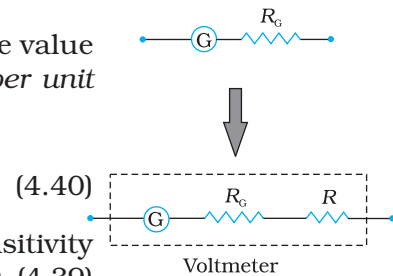 e value
per unit
(4.40)
sitivity
R_G
G
G
R_G
R
Voltmeter